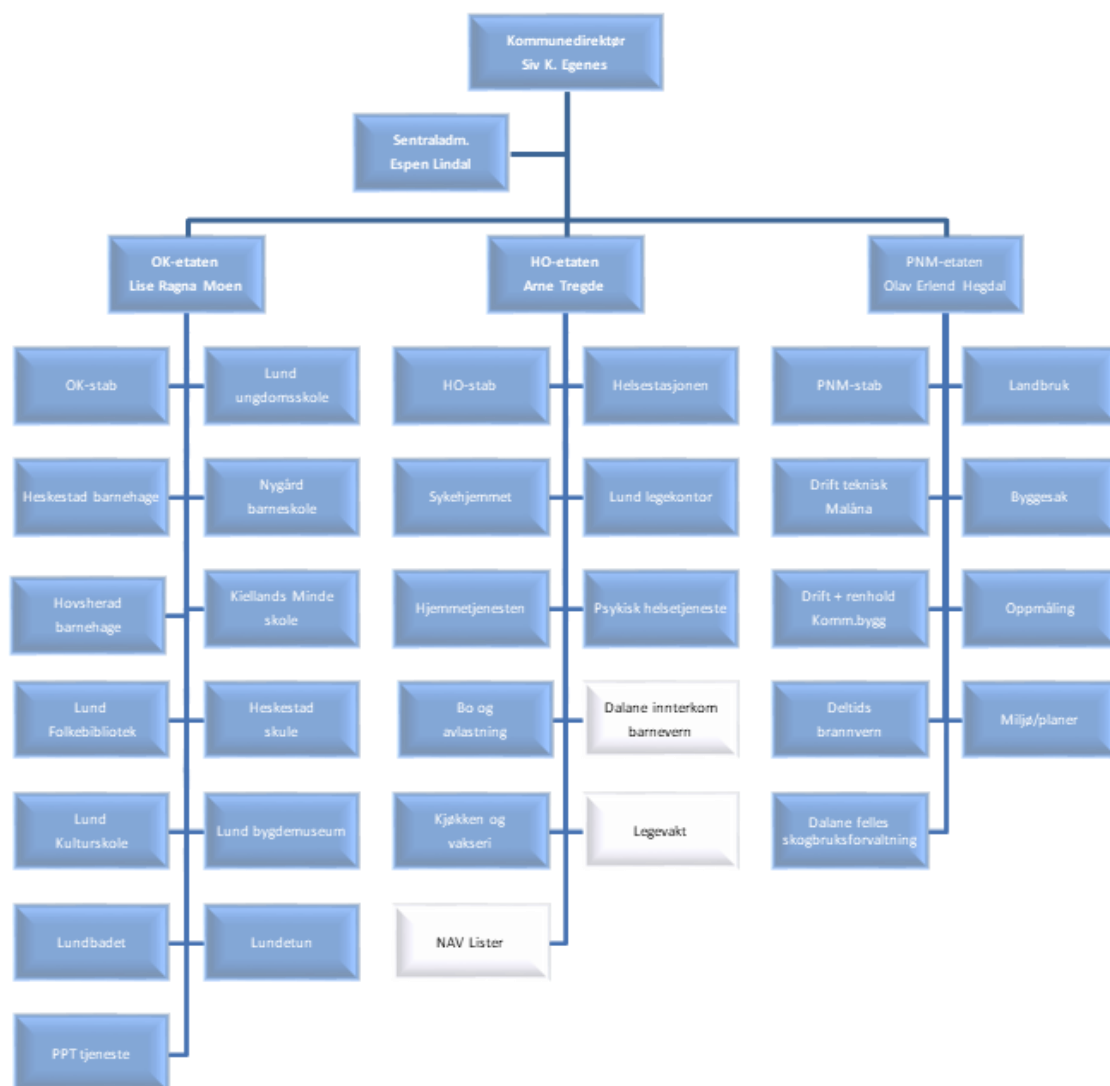 Kommunedirektør
Siv K. Egenes
Sentraladm.
Espen Lindal
OK-etaten
Lise Ragna Moen
HO-etaten
Arne Tregde
PNM-etaten
Olav Erlend Hegdal
OK-stab
Lund
ungdomsskole
HO-stab
Helsestasjonen
PNM-stab
Landbruk
Heskestad barnehage
Nygård
barneskole
Sykehjemmet
Lund legekontor
Drift teknisk
Malåna
Byggesak
Hovsherad
barnehage
Kiellands Minde
skole
Hjemmetjenesten
Psykisk helsetjeneste
Drift + renhold
Komm.bygg
Oppmåling
Lund
Folkebibliotek
Heskestad
skule
Bo og
avlastning
Dalane innterkom
barnevern
Deltids
brannvern
Miljø/planer
Lund
Kulturskole
Lund bygdemuseum
Kjøkken og
vakseri
Legevakt
Dalane felles
skogbruksforvaltning
Lundbadet
Lundetun
NAV Lister
PPT tjeneste